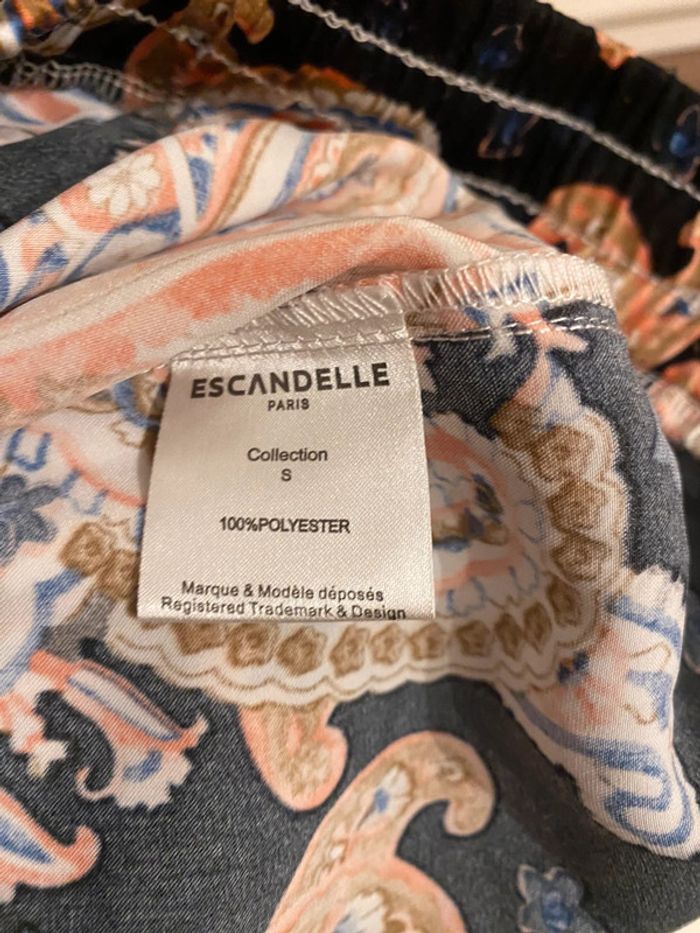 ESCANDELLE
PARIS
Collection
S
100%POLYESTER
Marque & Modèle déposés
Registered Trademark & Design